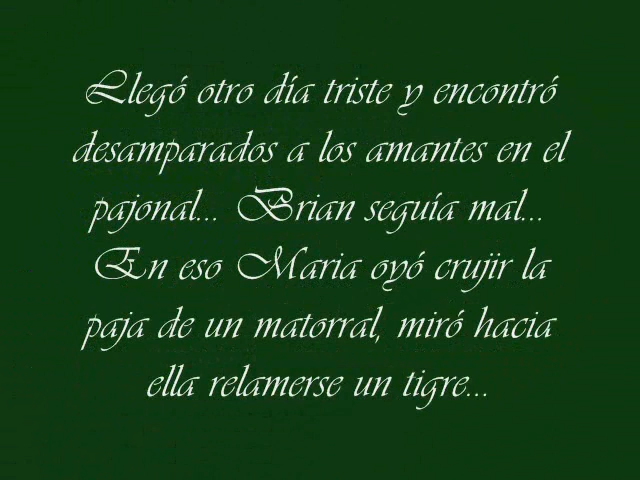 Llegó otro día triste y encontró
desamparados a los amantes en el
pajonal... Brian seguía mal...
En eso Maria oyó crujir la
paja de un matorral, miró hacia
ella relamerse un tigre...